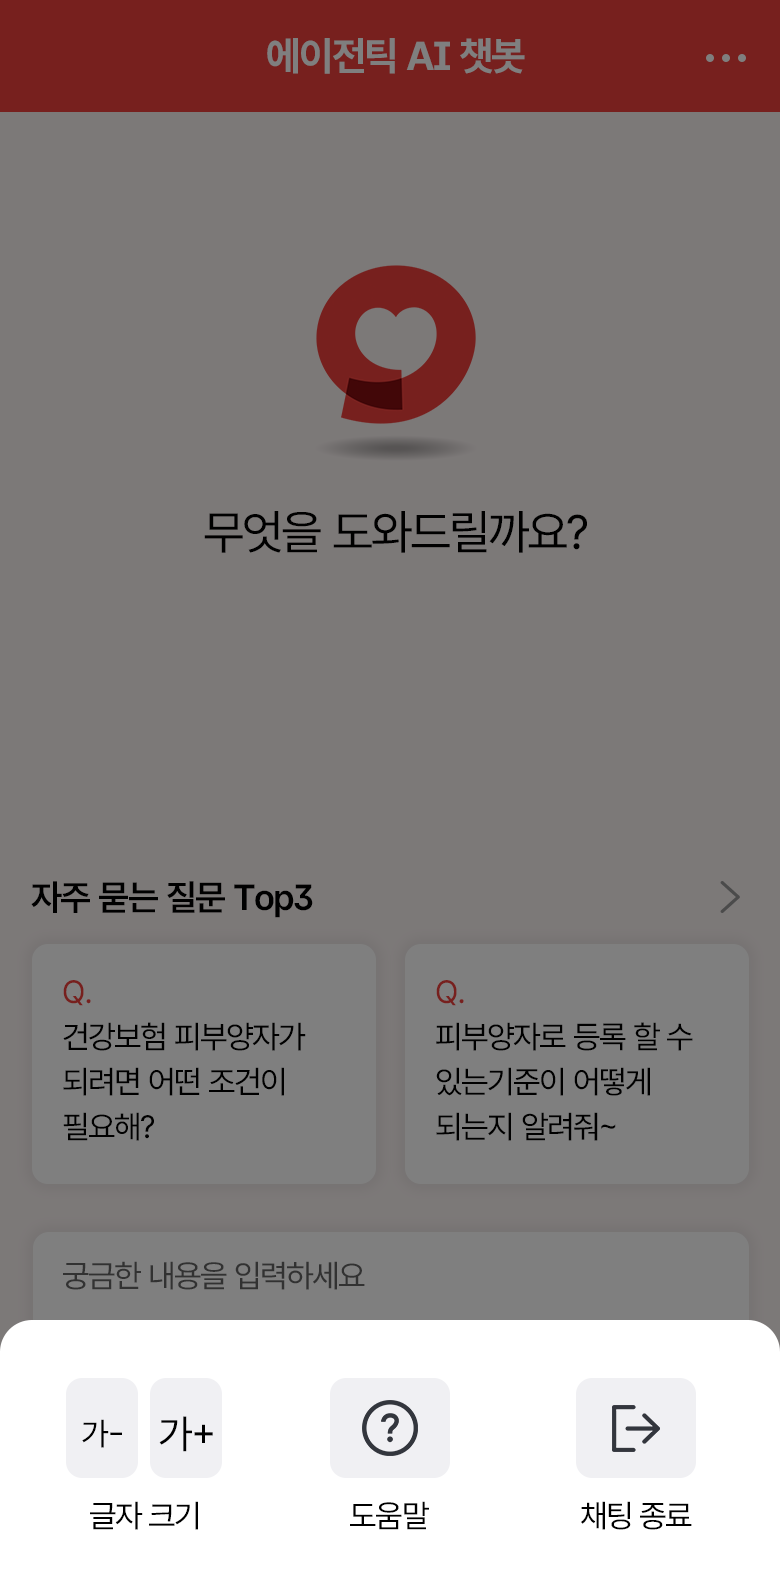 에이전틱 AI 챗봇
무엇을 도와드릴까요?
자주 묻는 질문 Top3
Q.
건강보험 피부양자가
되려면 어떤 조건이
필요해?
Q.
피부양자로 등록 할 수
있는기준이 어떻게
되는지 알려줘~
궁금한 내용을 입력하세요
가- 가+
글자 크기
도움말
채팅 종료